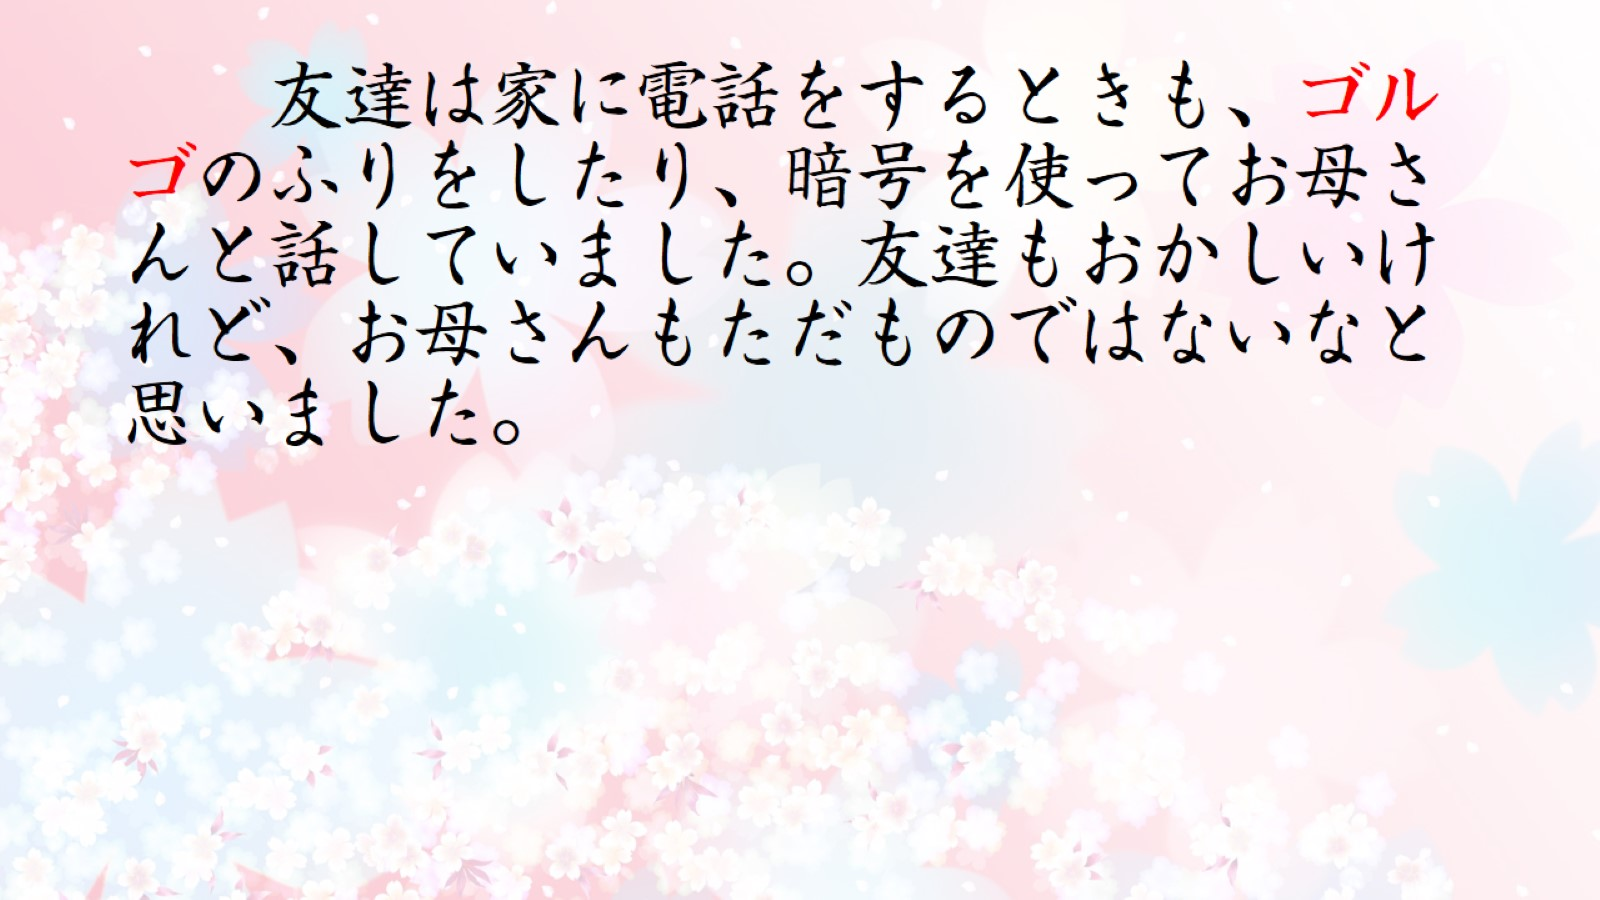 友達は家に電話をするときも、ゴル
ゴのふりをしたり、暗号を使ってお母さ
んと話していました。友達もおかしいけ
れど、お母さんもただものではないなと
思いました。